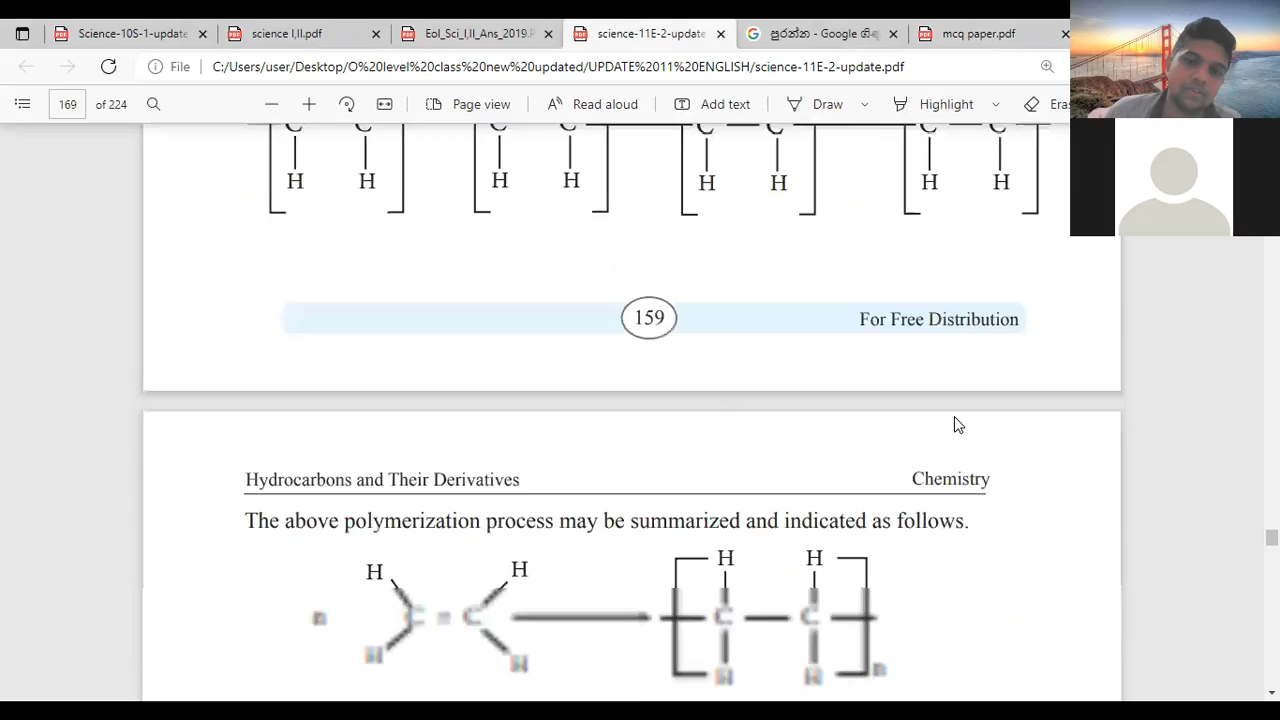 Science-10S-1-update
science I,II.pdf
Eol_Sci_I,II_Ans_2019.P
science-11E-2-update
පුරන්න - Google
mcq paper.pdf
File C:/Users/user/Desktop/O%20level%20class%20new%20updated/UPDATE%2011%20ENGLISH/science-11E-2-update.pdf
169 of 224 Page view Read aloud Add text Draw Highlight Era
C C C C C C C C
H H H H H H H H
159
For Free Distribution
Hydrocarbons and Their Derivatives Chemistry
The above polymerization process may be summarized and indicated as follows.
H H H H
n C = C C C
H H H H n